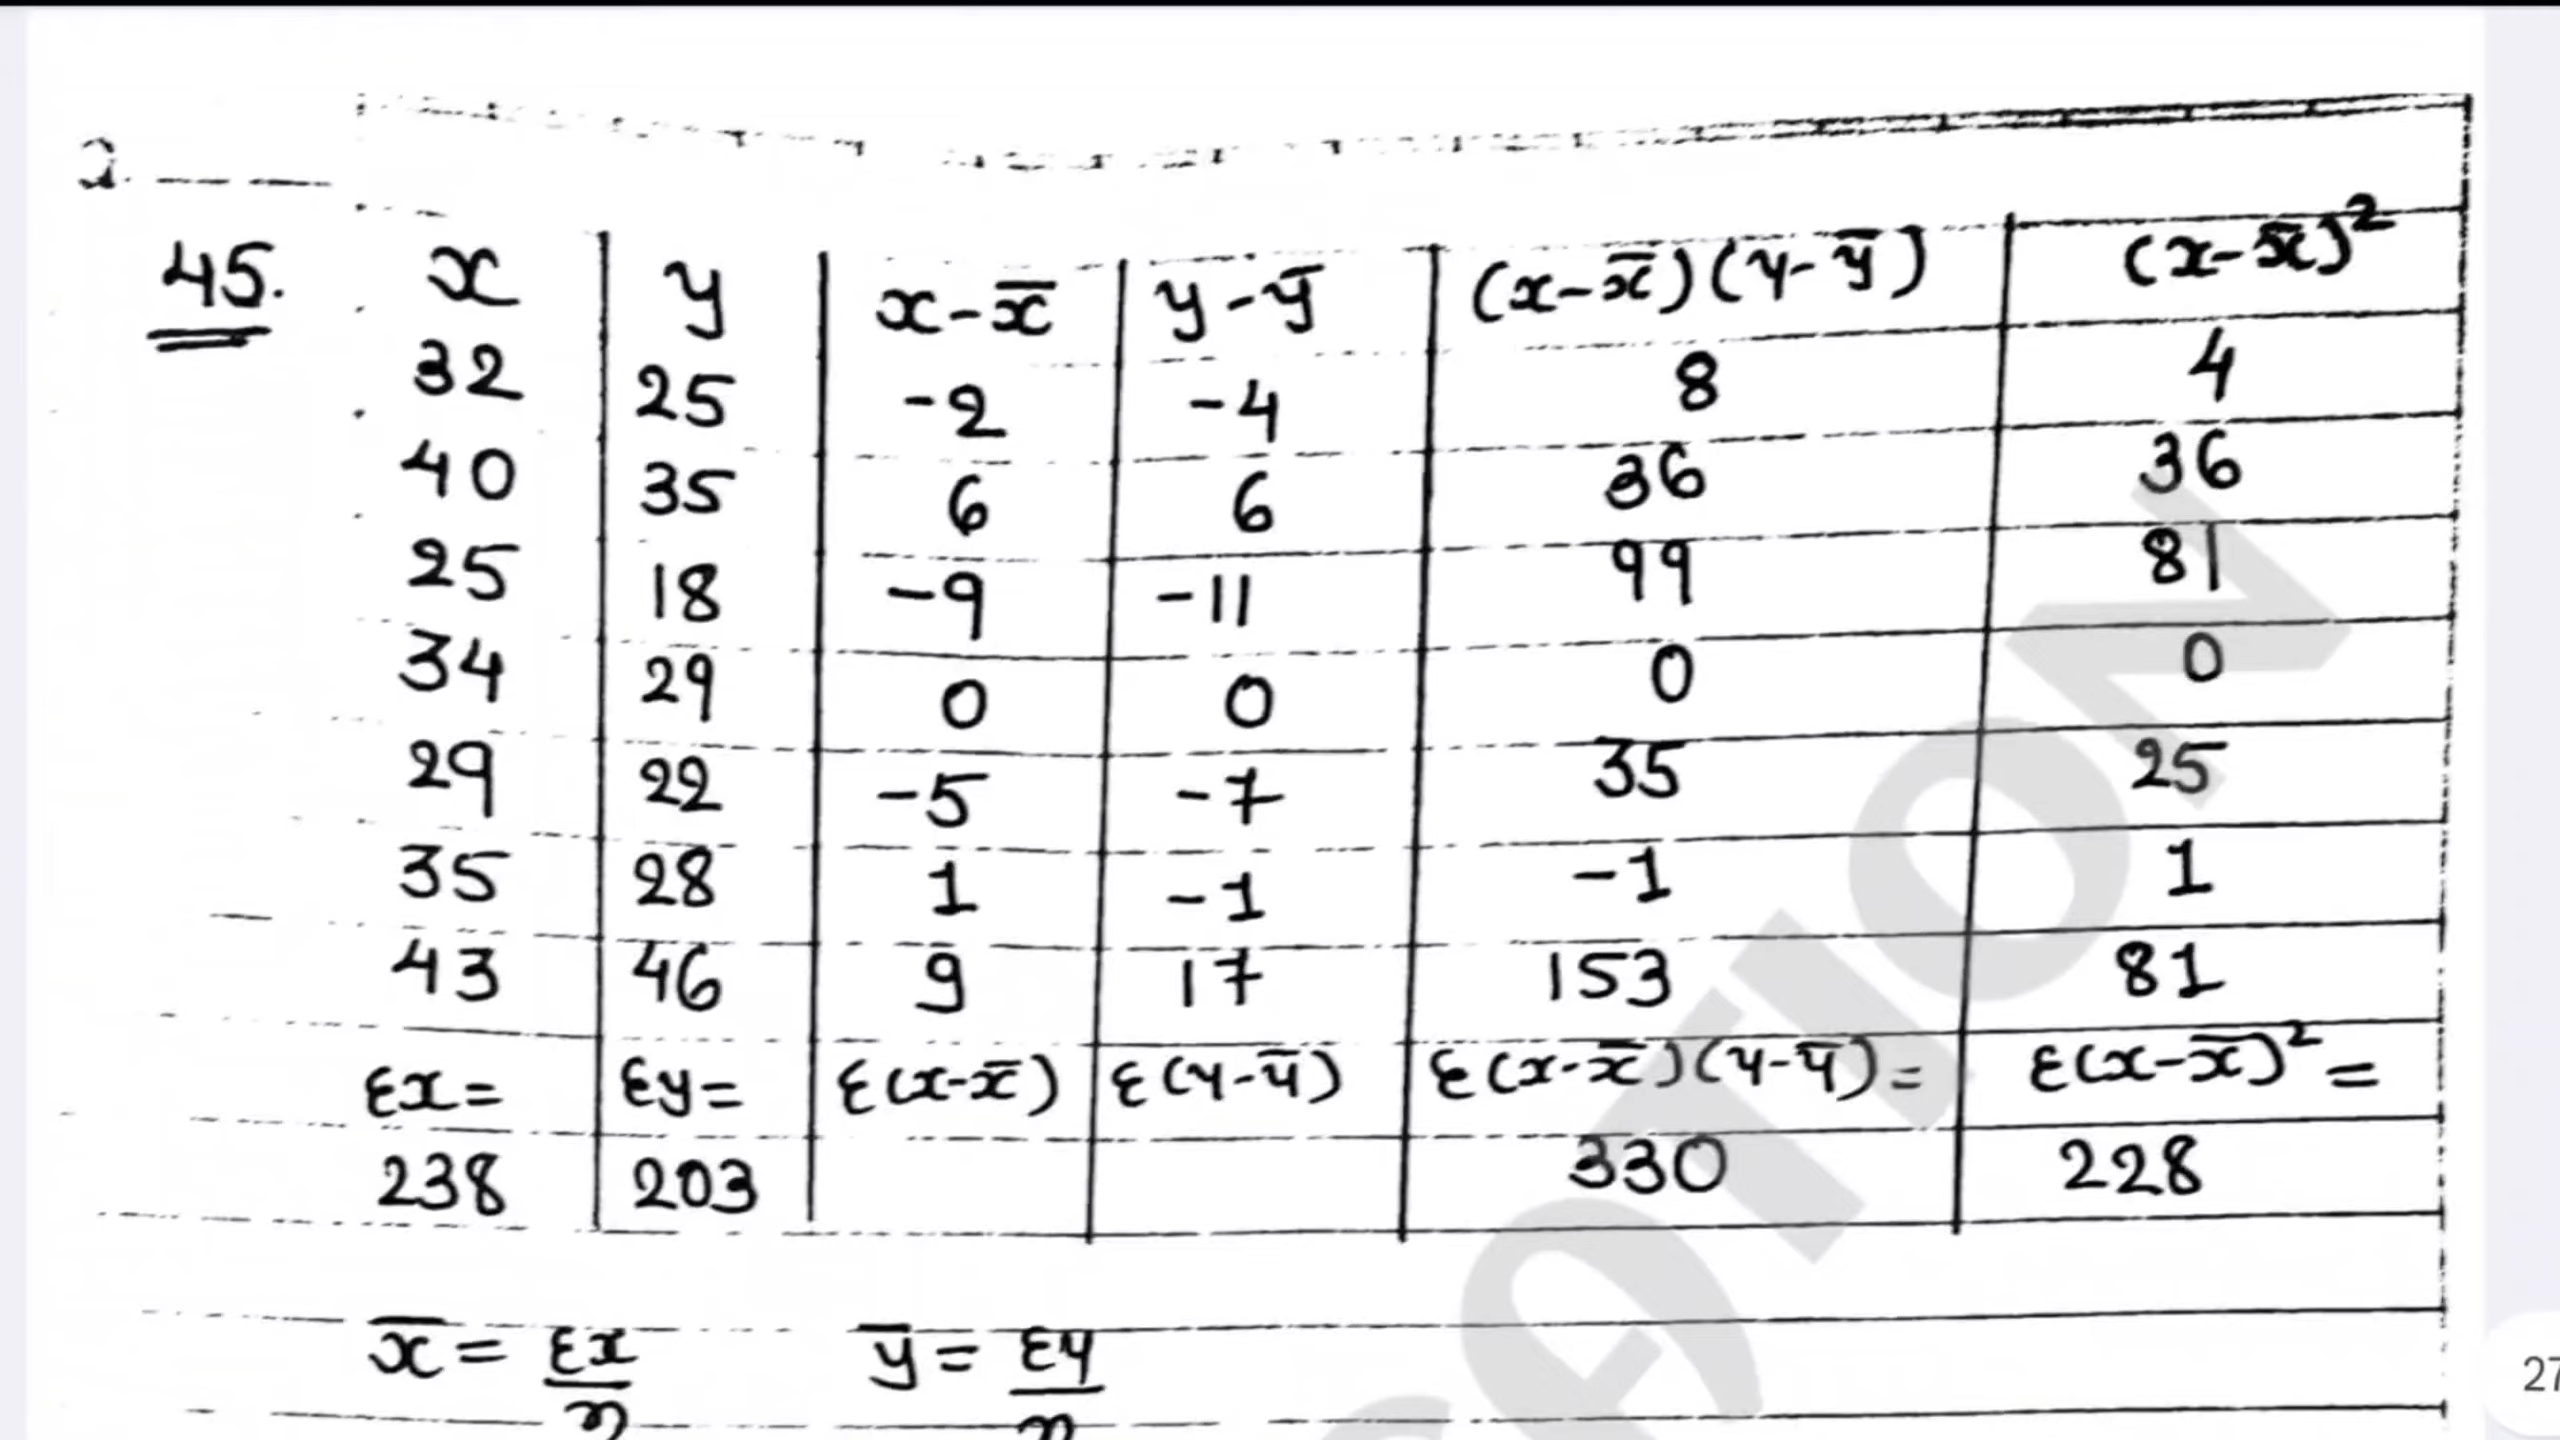 45. x y x-x̅ y-y̅ (x-x̅)(y-y̅) (x-x̅)²
32 25 -2 -4 8 4
40 35 6 6 36 36
25 18 -9 -11 99 81
34 29 0 0 0 0
29 22 -5 -7 35 25
35 28 1 -1 -1 1
43 46 9 17 153 81
Σx= Σy= Σ(x-x̅) Σ(y-y̅) Σ(x-x̅)(y-y̅)= Σ(x-x̅)²=
238 203 330 228
x̅ = Σx/n y̅ = Σy/n
27